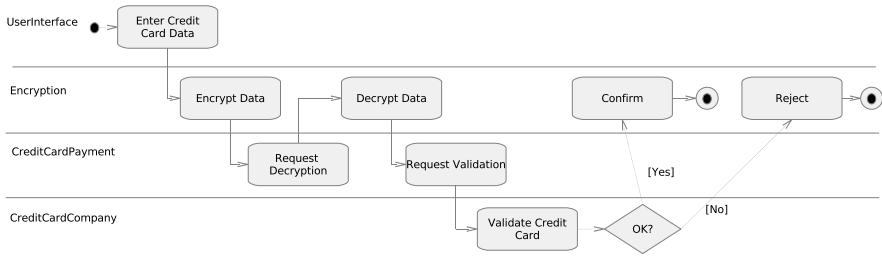 UserInterface
Enter Credit
Card Data
Encryption
Encrypt Data
Decrypt Data
Confirm
Reject
CreditCardPayment
Request
Decryption
Request Validation
[Yes]
[No]
CreditCardCompany
Validate Credit
Card
OK?